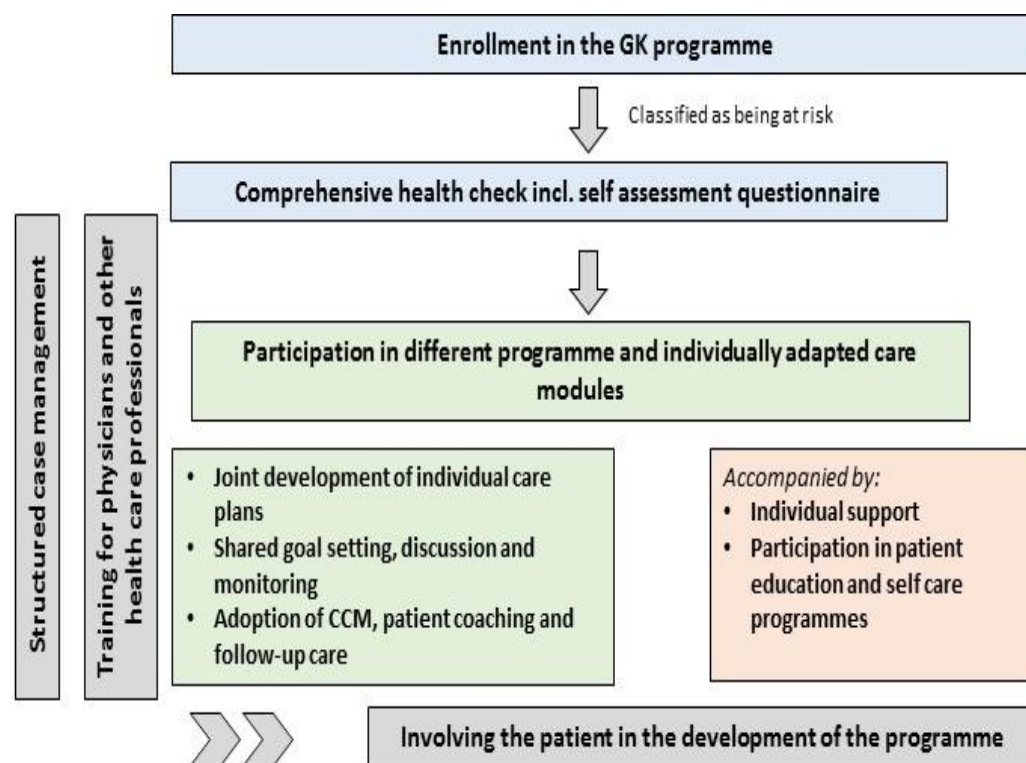 Enrollment in the GK programme
Classified as being at risk
Comprehensive health check incl. self assessment questionnaire
Structured case management
Training for physicians and other
health care professionals
Participation in different programme and individually adapted care
modules
• Joint development of individual care
plans
• Shared goal setting, discussion and
monitoring
• Adoption of CCM, patient coaching and
follow-up care
Accompanied by:
• Individual support
• Participation in patient
education and self care
programmes
Involving the patient in the development of the programme